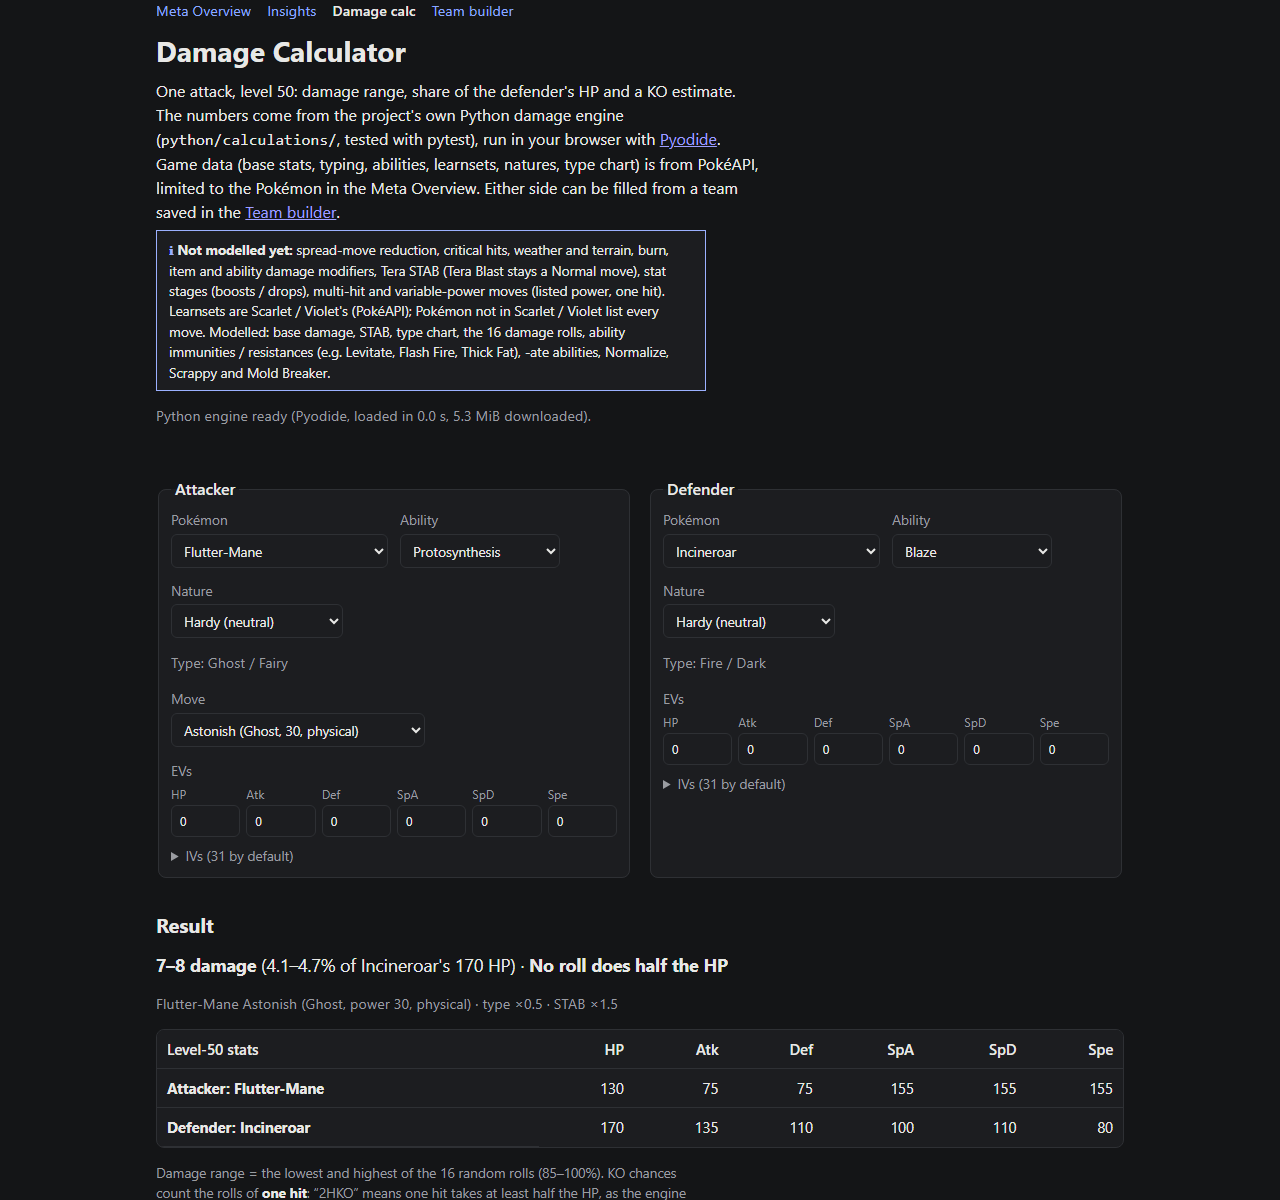 Meta Overview Insights Damage calc Team builder
Damage Calculator
One attack, level 50: damage range, share of the defender's HP and a KO estimate.
The numbers come from the project's own Python damage engine
(python/calculations/, tested with pytest), run in your browser with Pyodide.
Game data (base stats, typing, abilities, learnsets, natures, type chart) is from PokéAPI,
limited to the Pokémon in the Meta Overview. Either side can be filled from a team
saved in the Team builder.
i Not modelled yet: spread-move reduction, critical hits, weather and terrain, burn,
item and ability damage modifiers, Tera STAB (Tera Blast stays a Normal move), stat
stages (boosts / drops), multi-hit and variable-power moves (listed power, one hit).
Learnsets are Scarlet / Violet's (PokéAPI); Pokémon not in Scarlet / Violet list every
move. Modelled: base damage, STAB, type chart, the 16 damage rolls, ability
immunities / resistances (e.g. Levitate, Flash Fire, Thick Fat), -ate abilities, Normalize,
Scrappy and Mold Breaker.
Python engine ready (Pyodide, loaded in 0.0 s, 5.3 MiB downloaded).
Attacker
Pokémon Ability
Flutter-Mane Protosynthesis
Nature
Hardy (neutral)
Type: Ghost / Fairy
Move
Astonish (Ghost, 30, physical)
EVs
HP Atk Def SpA SpD Spe
0 0 0 0 0 0
▶ IVs (31 by default)
Defender
Pokémon Ability
Incineroar Blaze
Nature
Hardy (neutral)
Type: Fire / Dark
EVs
HP Atk Def SpA SpD Spe
0 0 0 0 0 0
▶ IVs (31 by default)
Result
7–8 damage (4.1–4.7% of Incineroar's 170 HP) · No roll does half the HP
Flutter-Mane Astonish (Ghost, power 30, physical) · type ×0.5 · STAB ×1.5
Level-50 stats HP Atk Def SpA SpD Spe
Attacker: Flutter-Mane 130 75 75 155 155 155
Defender: Incineroar 170 135 110 100 110 80
Damage range = the lowest and highest of the 16 random rolls (85–100%). KO chances
count the rolls of one hit: “2HKO” means one hit takes at least half the HP, as the engine